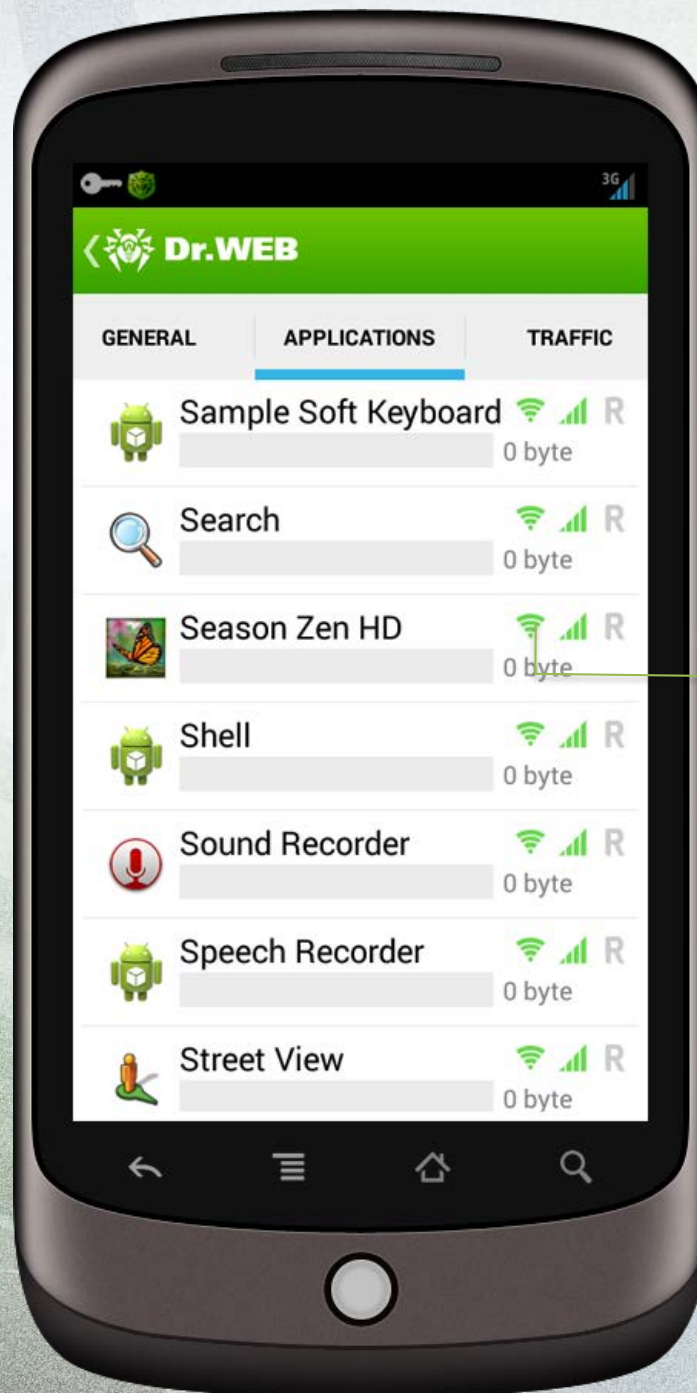 3G
Dr.WEB
GENERAL APPLICATIONS TRAFFIC
Sample Soft Keyboard R
0 byte
Search R
0 byte
Season Zen HD R
0 byte
Shell R
0 byte
Sound Recorder R
0 byte
Speech Recorder R
0 byte
Street View R
0 byte